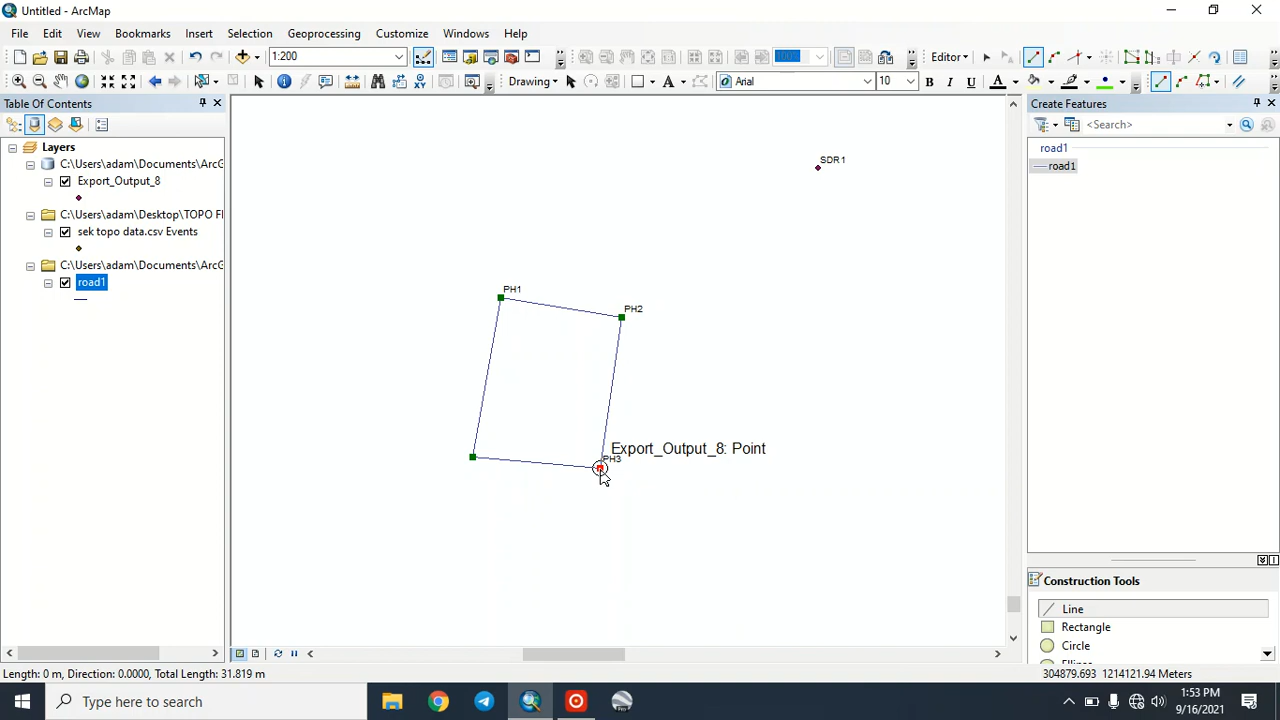 Untitled - ArcMap
File Edit View Bookmarks Insert Selection Geoprocessing Customize Windows Help
1:200 100% Editor
Drawing Arial 10 B I U A
Table Of Contents
Layers
C:\Users\adam\Documents\ArcG
Export_Output_8
C:\Users\adam\Desktop\TOPO FI
sek topo data.csv Events
C:\Users\adam\Documents\ArcG
road1
SDR1
PH1
PH2
Export_Output_8: Point
PH3
Create Features
<Search>
road1
road1
Construction Tools
Line
Rectangle
Circle
Length: 0 m, Direction: 0.0000, Total Length: 31.819 m
304879.693 1214121.94 Meters
Type here to search
1:53 PM
9/16/2021